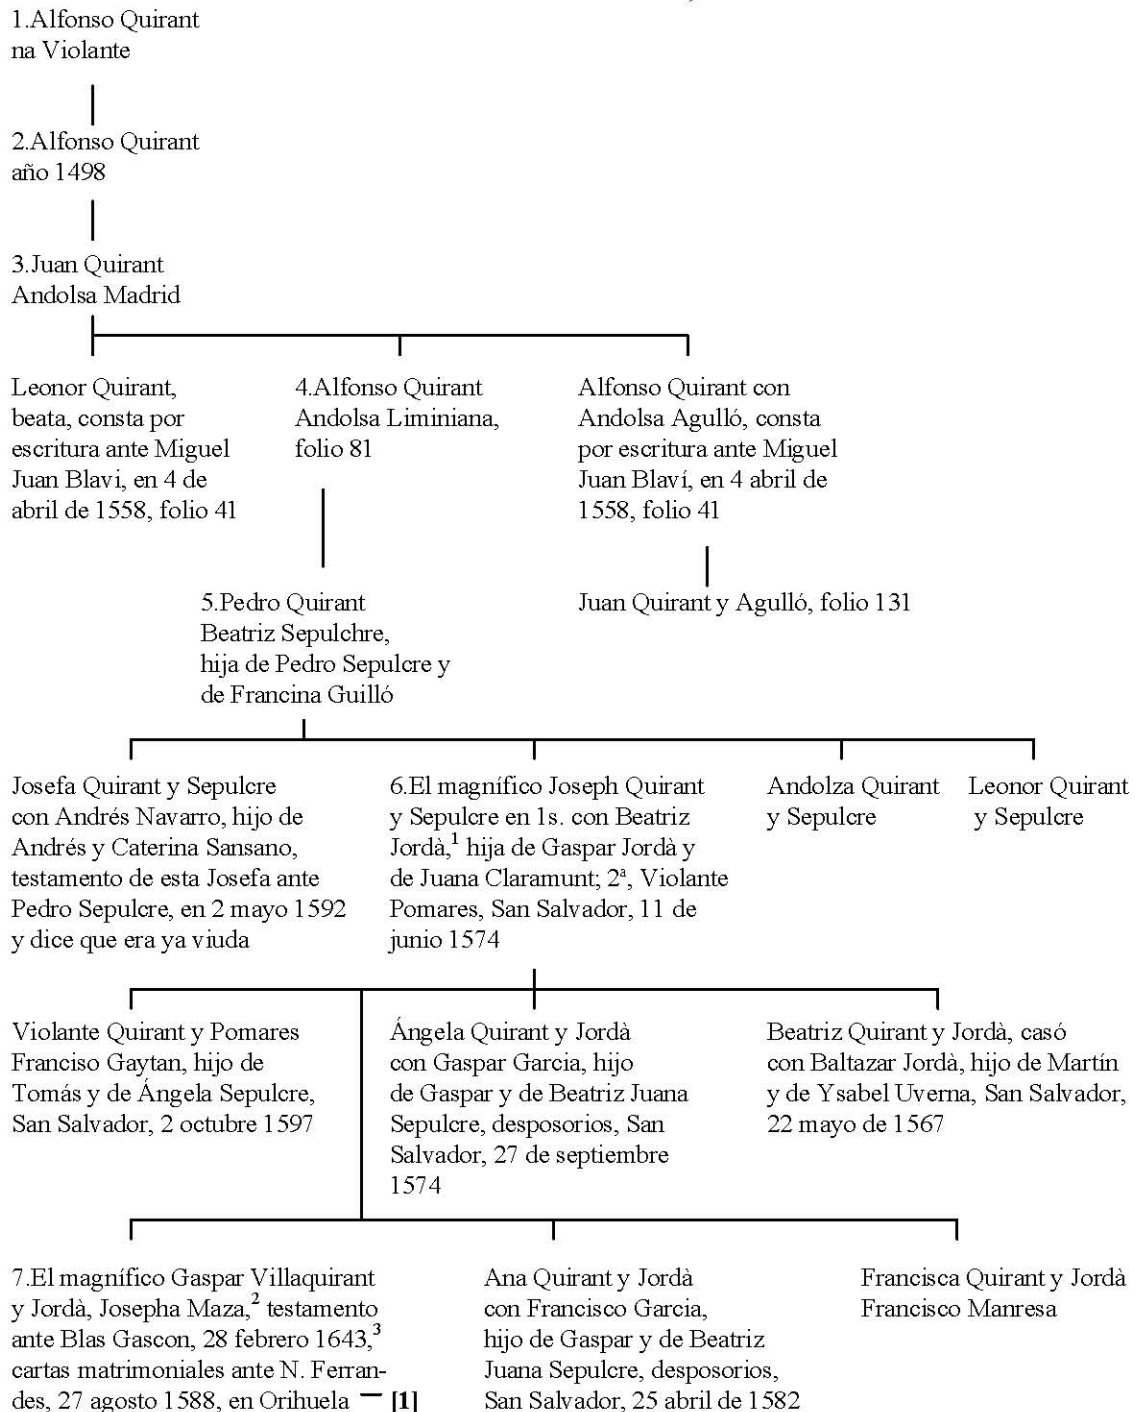 1.Alfonso Quirant
na Violante
2.Alfonso Quirant
año 1498
3.Juan Quirant
Andolsa Madrid
Leonor Quirant,
beata, consta por
escritura ante Miguel
Juan Blavi, en 4 de
abril de 1558, folio 41
4.Alfonso Quirant
Andolsa Liminiana,
folio 81
Alfonso Quirant con
Andolsa Agulló, consta
por escritura ante Miguel
Juan Blaví, en 4 abril de
1558, folio 41
5.Pedro Quirant
Beatriz Sepulchre,
hija de Pedro Sepulcre y
de Francina Guilló
Juan Quirant y Agulló, folio 131
Josefa Quirant y Sepulcre
con Andrés Navarro, hijo de
Andrés y Caterina Sansano,
testamento de esta Josefa ante
Pedro Sepulcre, en 2 mayo 1592
y dice que era ya viuda
6.El magnífico Joseph Quirant
y Sepulcre en 1s. con Beatriz
Jordà,1 hija de Gaspar Jordà y
de Juana Claramunt; 2ª, Violante
Pomares, San Salvador, 11 de
junio 1574
Andolza Quirant
y Sepulcre
Leonor Quirant
y Sepulcre
Violante Quirant y Pomares
Franciso Gaytan, hijo de
Tomás y de Ángela Sepulcre,
San Salvador, 2 octubre 1597
Ángela Quirant y Jordà
con Gaspar Garcia, hijo
de Gaspar y de Beatriz Juana
Sepulcre, desposorios, San
Salvador, 27 de septiembre
1574
Beatriz Quirant y Jordà, casó
con Baltazar Jordà, hijo de Martín
y de Ysabel Uverna, San Salvador,
22 mayo de 1567
7.El magnífico Gaspar Villaquirant
y Jordà, Josepha Maza,2 testamento
ante Blas Gascon, 28 febrero 1643,3
cartas matrimoniales ante N. Ferran-
des, 27 agosto 1588, en Orihuela — [1]
Ana Quirant y Jordà
con Francisco Garcia,
hijo de Gaspar y de Beatriz
Juana Sepulcre, desposorios,
San Salvador, 25 abril de 1582
Francisca Quirant y Jordà
Francisco Manresa